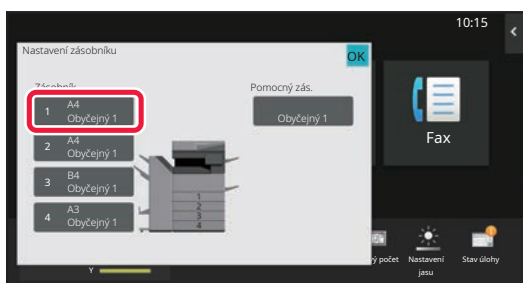 10:15
Nastavení zásobníku
OK
Zásobník
Pomocný zás.
1 A4
Obyčejný 1
Obyčejný 1
2 A4
Obyčejný 1
3 B4
Obyčejný 1
4 A3
Obyčejný 1
1
2
3
4
Fax
počet
Nastavení
jasu
Stav úlohy
Y